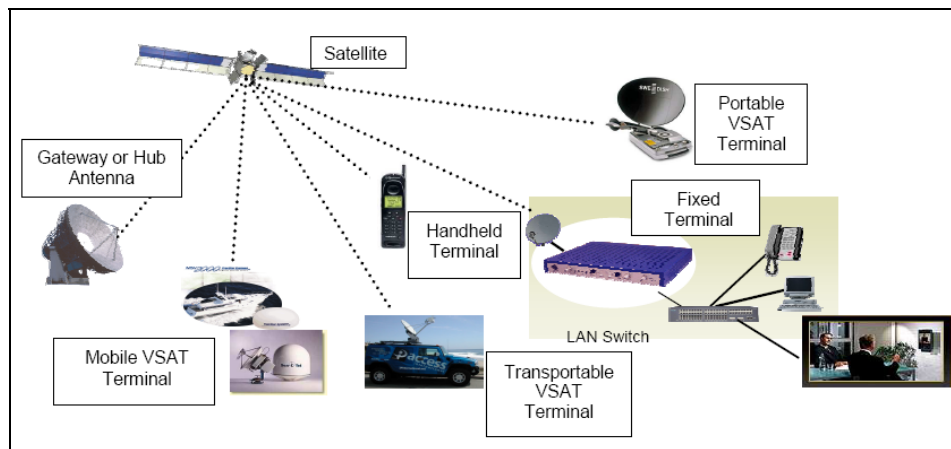 Satellite
Portable
VSAT
Terminal
Gateway or Hub
Antenna
Fixed
Terminal
Handheld
Terminal
LAN Switch
Mobile VSAT
Terminal
access
Transportable
VSAT
Terminal